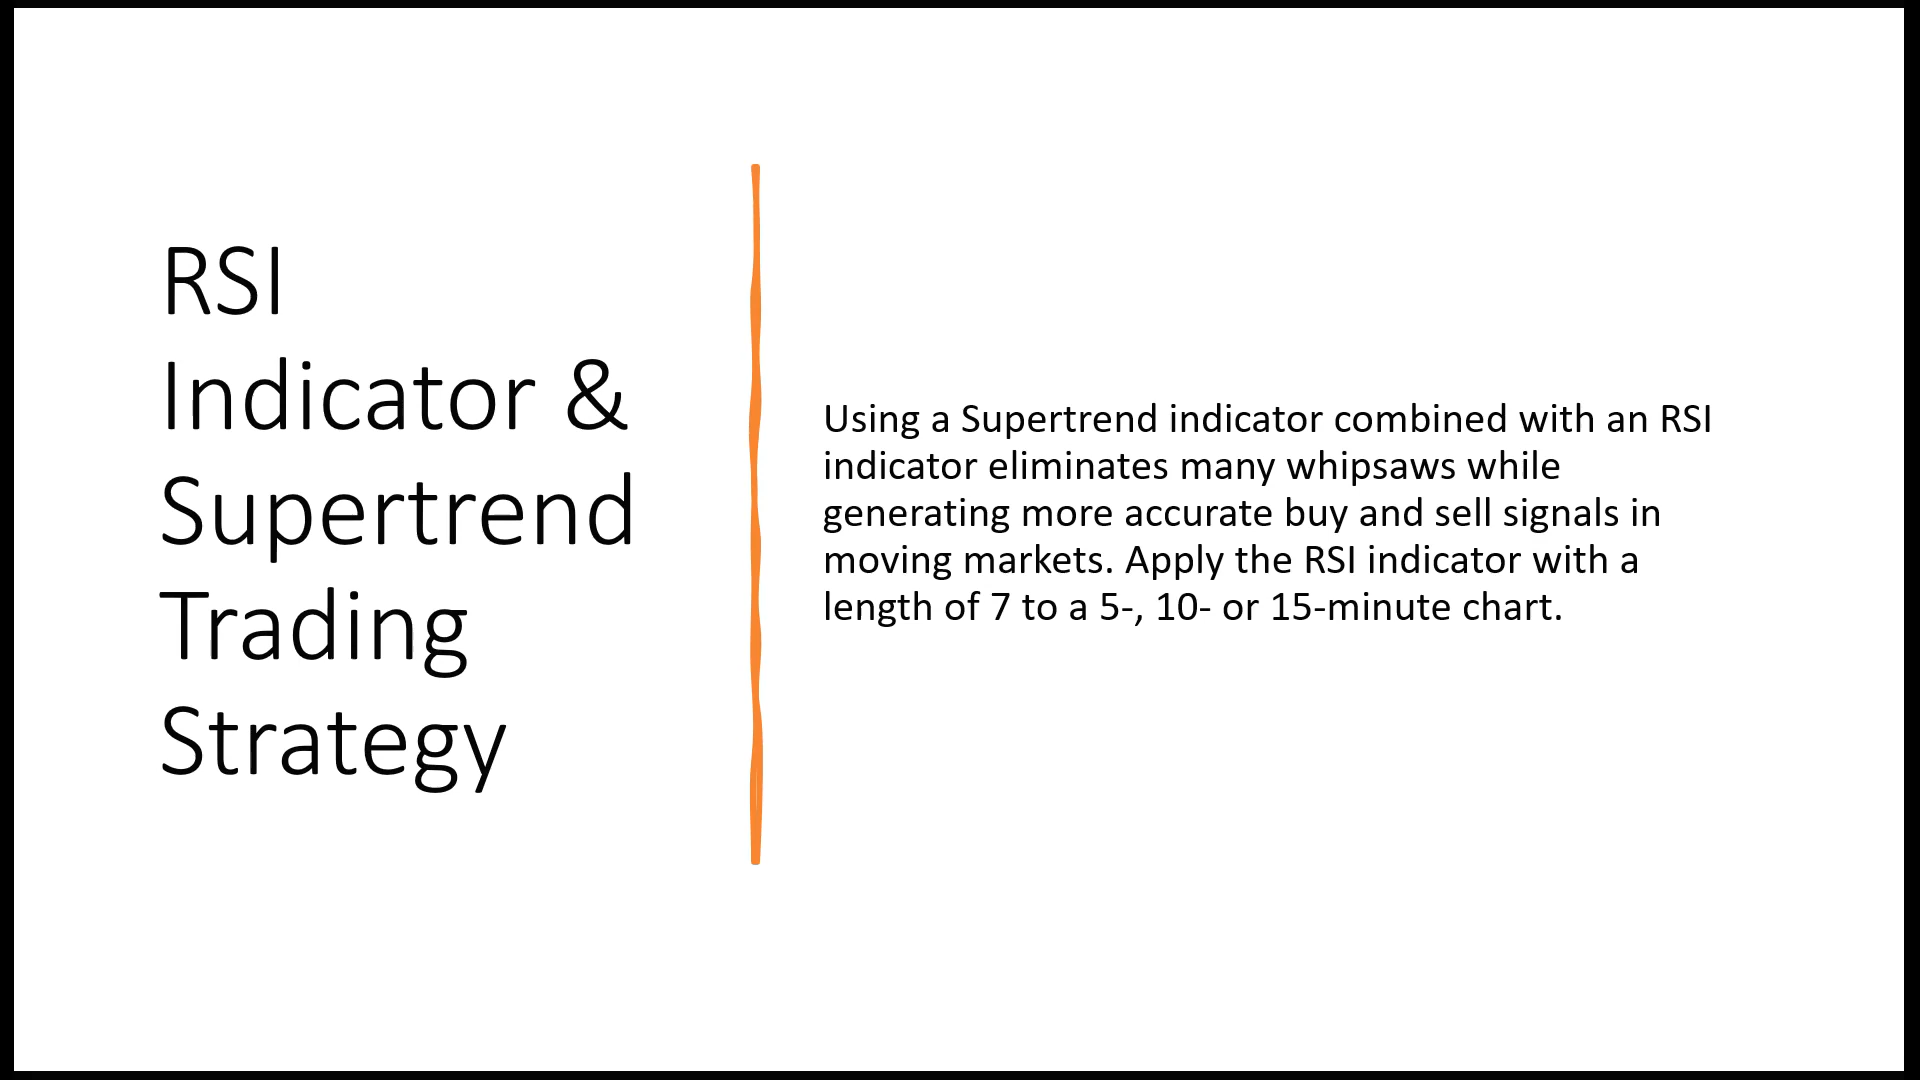 RSI
Indicator &
Supertrend
Trading
Strategy
Using a Supertrend indicator combined with an RSI
indicator eliminates many whipsaws while
generating more accurate buy and sell signals in
moving markets. Apply the RSI indicator with a
length of 7 to a 5-, 10- or 15-minute chart.